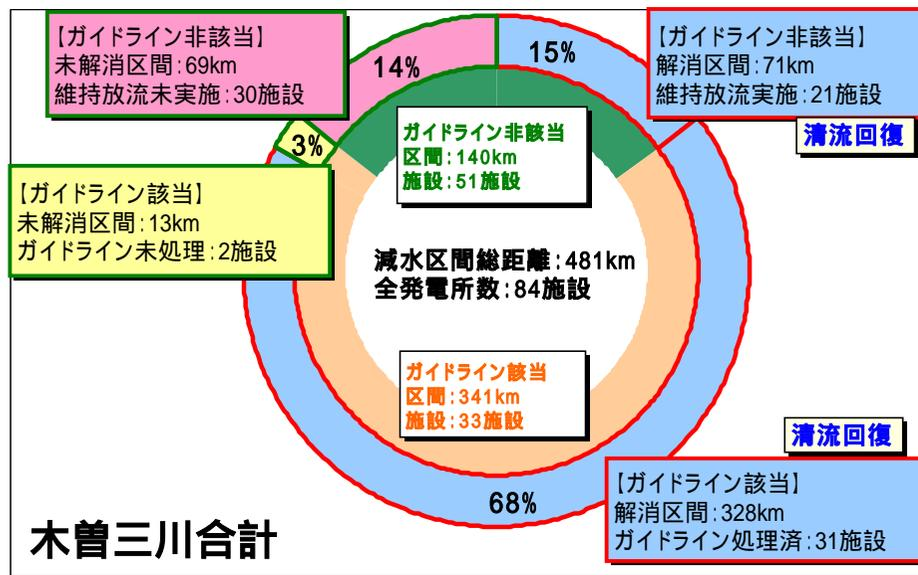 【ガイドライン非該当】
未解消区間:69km
維持放流未実施:30施設
14%
15%
【ガイドライン非該当】
解消区間:71km
維持放流実施:21施設
清流回復
3%
【ガイドライン該当】
未解消区間:13km
ガイドライン未処理:2施設
ガイドライン非該当
区間:140km
施設:51施設
減水区間総距離:481km
全発電所数:84施設
ガイドライン該当
区間:341km
施設:33施設
清流回復
68%
【ガイドライン該当】
解消区間:328km
ガイドライン処理済:31施設
木曽三川合計